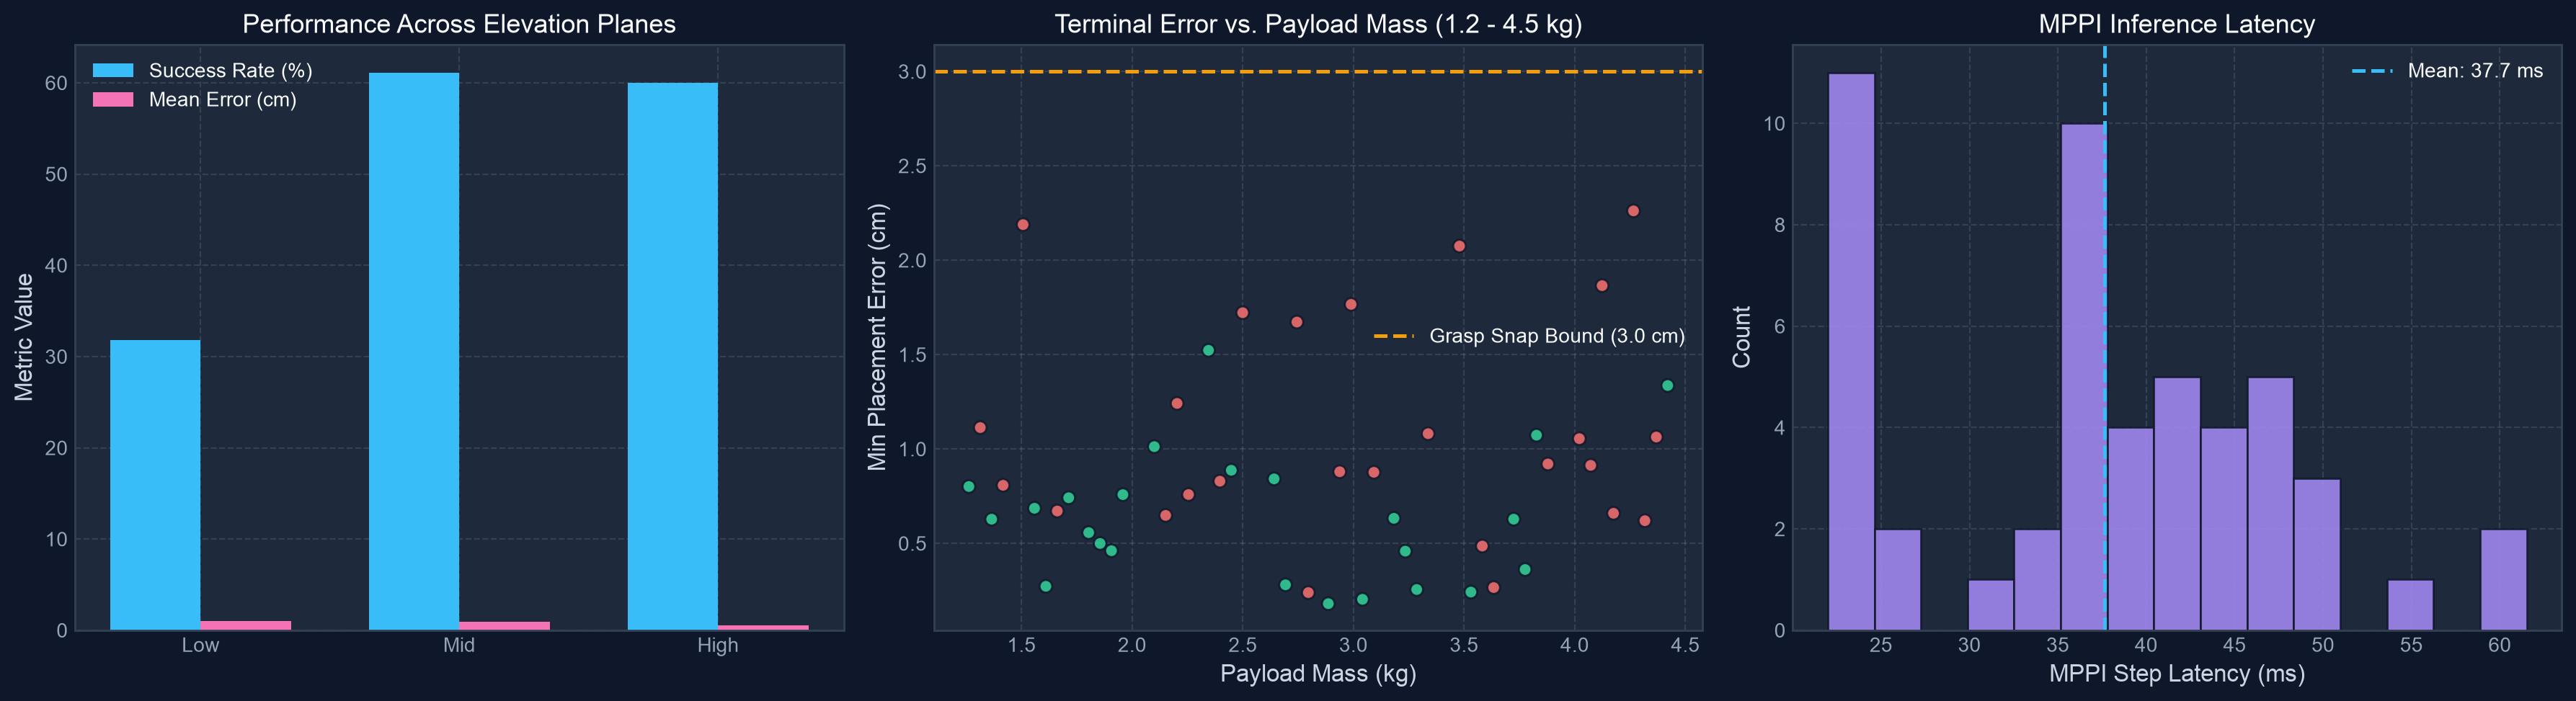 Performance Across Elevation Planes
Success Rate (%)
Mean Error (cm)
Metric Value
60
50
40
30
20
10
0
Low
Mid
High
Terminal Error vs. Payload Mass (1.2 - 4.5 kg)
Min Placement Error (cm)
3.0
2.5
2.0
1.5
1.0
0.5
Grasp Snap Bound (3.0 cm)
1.5
2.0
2.5
3.0
3.5
4.0
4.5
Payload Mass (kg)
MPPI Inference Latency
Mean: 37.7 ms
Count
10
8
6
4
2
0
25
30
35
40
45
50
55
60
MPPI Step Latency (ms)